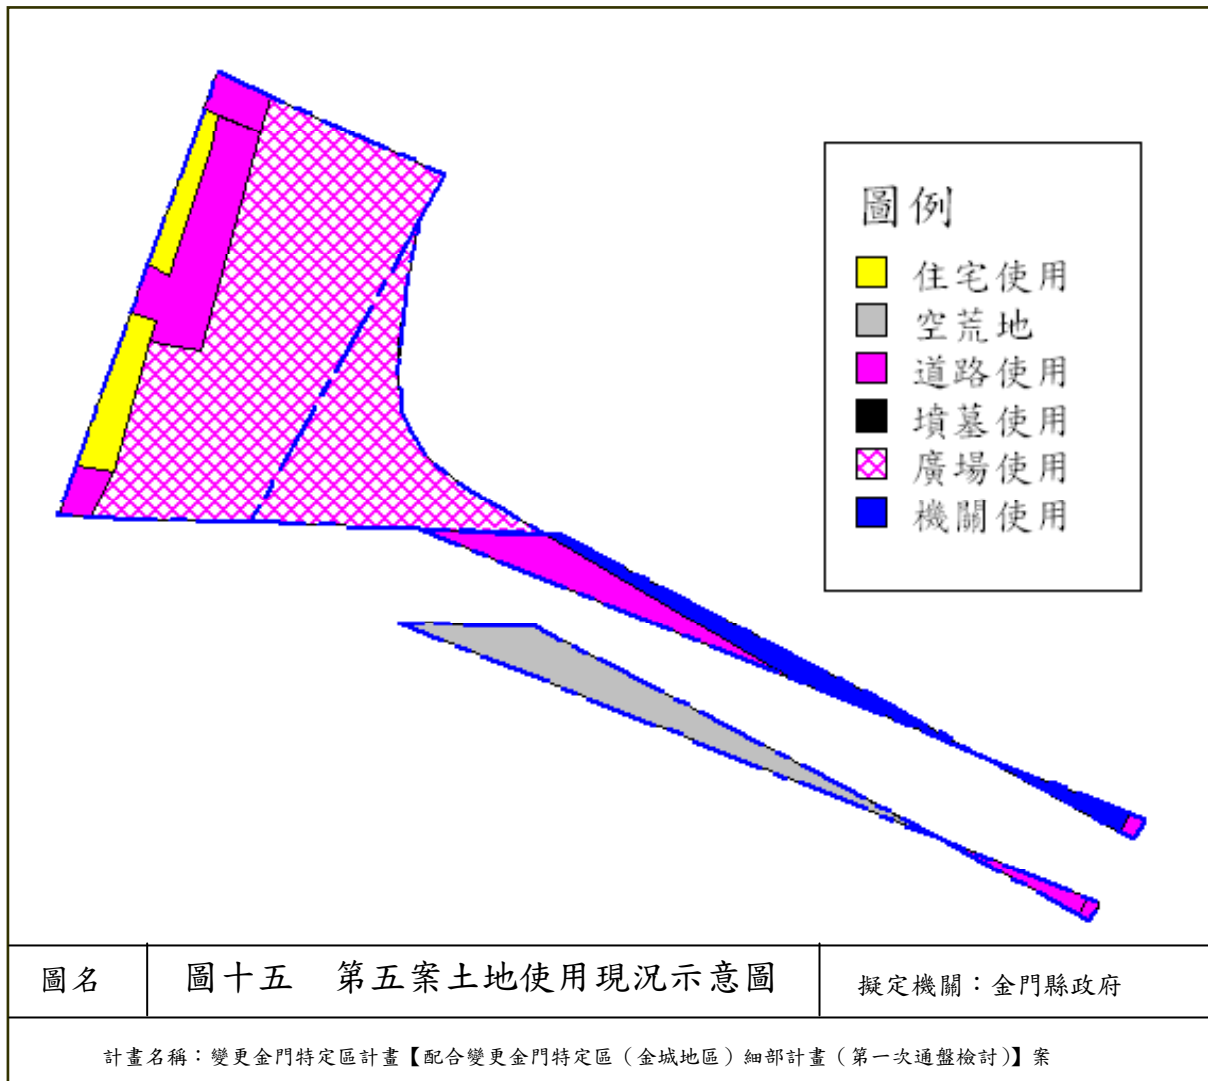 圖例
住宅使用
空荒地
道路使用
墳墓使用
廣場使用
機關使用
圖名 圖十五 第五案土地使用現況示意圖 擬定機關：金門縣政府
計畫名稱：變更金門特定區計畫【配合變更金門特定區（金城地區）細部計畫（第一次通盤檢討）】案